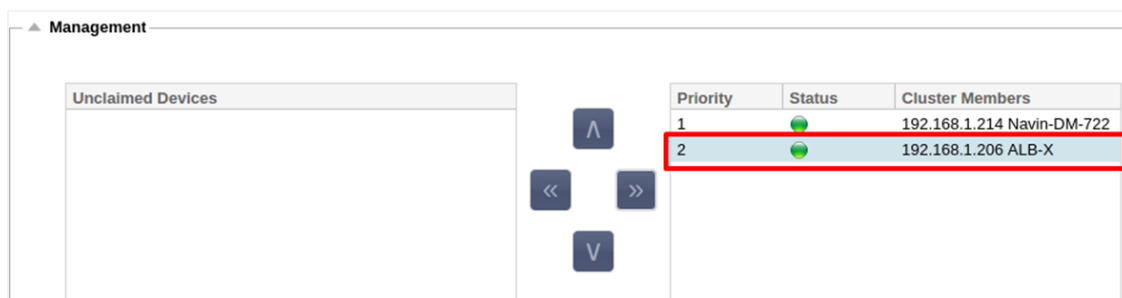 Management
Unclaimed Devices
Priority Status Cluster Members
1 192.168.1.214 Navin-DM-722
2 192.168.1.206 ALB-X